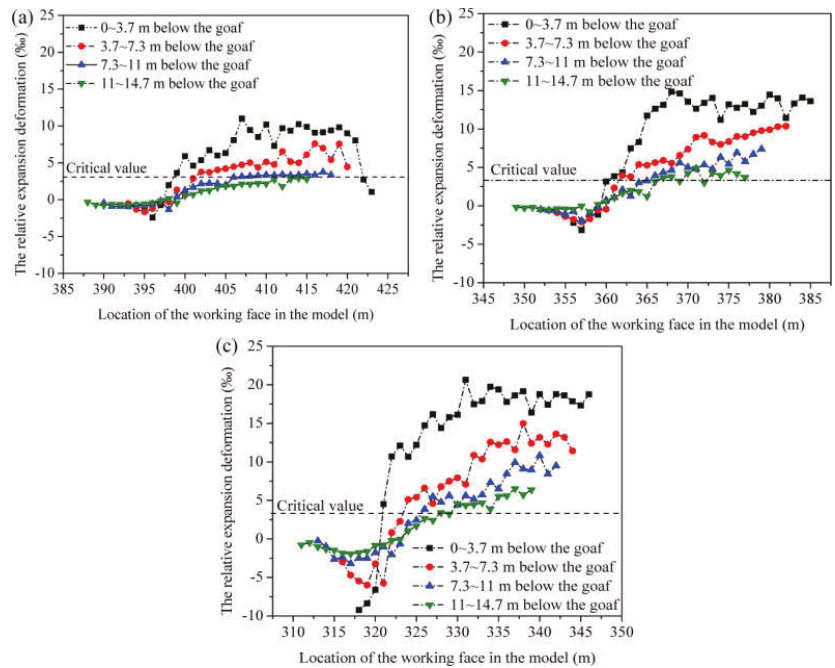 (a)
The relative expansion deformation (‰)
25
20
15
10
5
0
-5
-10
0~3.7 m below the goaf
3.7~7.3 m below the goaf
7.3~11 m below the goaf
11~14.7 m below the goaf
Critical value
385 390 395 400 405 410 415 420 425
Location of the working face in the model (m)
(b)
The relative expansion deformation (‰)
25
20
15
10
5
0
-5
-10
0~3.7 m below the goaf
3.7~7.3 m below the goaf
7.3~11 m below the goaf
11~14.7 m below the goaf
Critical value
345 350 355 360 365 370 375 380 385
Location of the working face in the model (m)
(c)
The relative expansion deformation (‰)
25
20
15
10
5
0
-5
-10
Critical value
0~3.7 m below the goaf
3.7~7.3 m below the goaf
7.3~11 m below the goaf
11~14.7 m below the goaf
310 315 320 325 330 335 340 345 350
Location of the working face in the model (m)